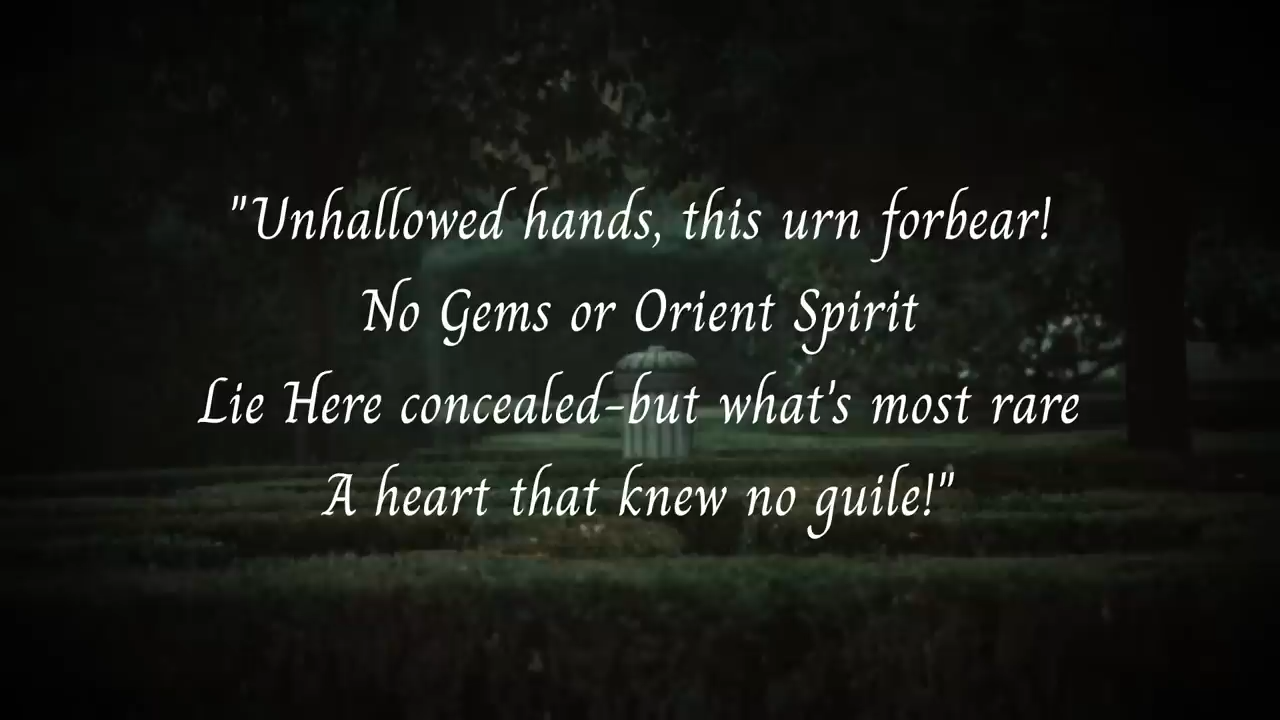 "Unhallowed hands, this urn forbear!
No Gems or Orient Spirit
Lie Here concealed-but what's most rare
A heart that knew no guile!"